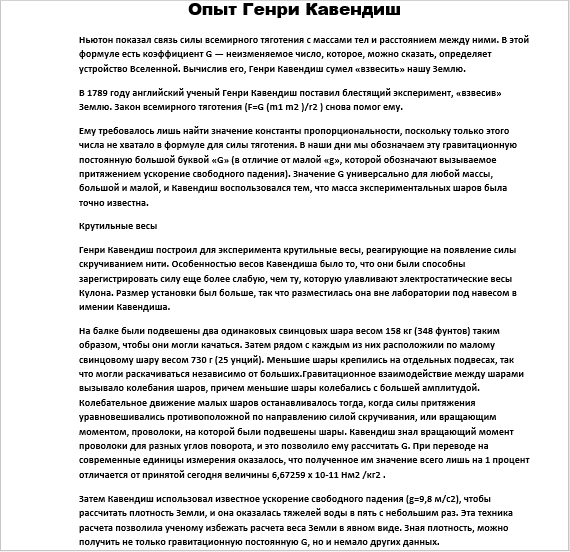 Опыт Генри Кавендиш
Ньютон показал связь силы всемирного тяготения с массами тел и расстоянием между ними. В этой
формуле есть коэффициент G — неизменяемое число, которое, можно сказать, определяет
устройство Вселенной. Вычислив его, Генри Кавендиш сумел «взвесить» нашу Землю.
В 1789 году английский ученый Генри Кавендиш поставил блестящий эксперимент, «взвесив»
Землю. Закон всемирного тяготения (F=G (m1 m2 )/r2 ) снова помог ему.
Ему требовалось лишь найти значение константы пропорциональности, поскольку только этого
числа не хватало в формуле для силы тяготения. В наши дни мы обозначаем эту гравитационную
постоянную большой буквой «G» (в отличие от малой «g», которой обозначают вызываемое
притяжением ускорение свободного падения). Значение G универсально для любой массы,
большой и малой, и Кавендиш воспользовался тем, что масса экспериментальных шаров была
точно известна.
Крутильные весы
Генри Кавендиш построил для эксперимента крутильные весы, реагирующие на появление силы
скручиванием нити. Особенностью весов Кавендиша было то, что они были способны
зарегистрировать силу еще более слабую, чем ту, которую улавливают электростатические весы
Кулона. Размер установки был больше, так что разместилась она вне лаборатории под навесом в
имении Кавендиша.
На балке были подвешены два одинаковых свинцовых шара весом 158 кг (348 фунтов) таким
образом, чтобы они могли качаться. Затем рядом с каждым из них расположили по малому
свинцовому шару весом 730 г (25 унций). Меньшие шары крепились на отдельных подвесах, так
что могли раскачиваться независимо от больших.Гравитационное взаимодействие между шарами
вызывало колебания шаров, причем меньшие шары колебались с большей амплитудой.
Колебательное движение малых шаров останавливалось тогда, когда силы притяжения
уравновешивались противоположной по направлению силой скручивания, или вращающим
моментом, проволоки, на которой были подвешены шары. Кавендиш знал вращающий момент
проволоки для разных углов поворота, и это позволило ему рассчитать G. При переводе на
современные единицы измерения оказалось, что полученное им значение всего лишь на 1 процент
отличается от принятой сегодня величины 6,67259 x 10-11 Нм2 /кг2 .
Затем Кавендиш использовал известное ускорение свободного падения (g=9,8 м/с2), чтобы
рассчитать плотность Земли, и она оказалась тяжелей воды в пять с небольшим раз. Эта техника
расчета позволила ученому избежать расчета веса Земли в явном виде. Зная плотность, можно
получить не только гравитационную постоянную G, но и немало других данных.